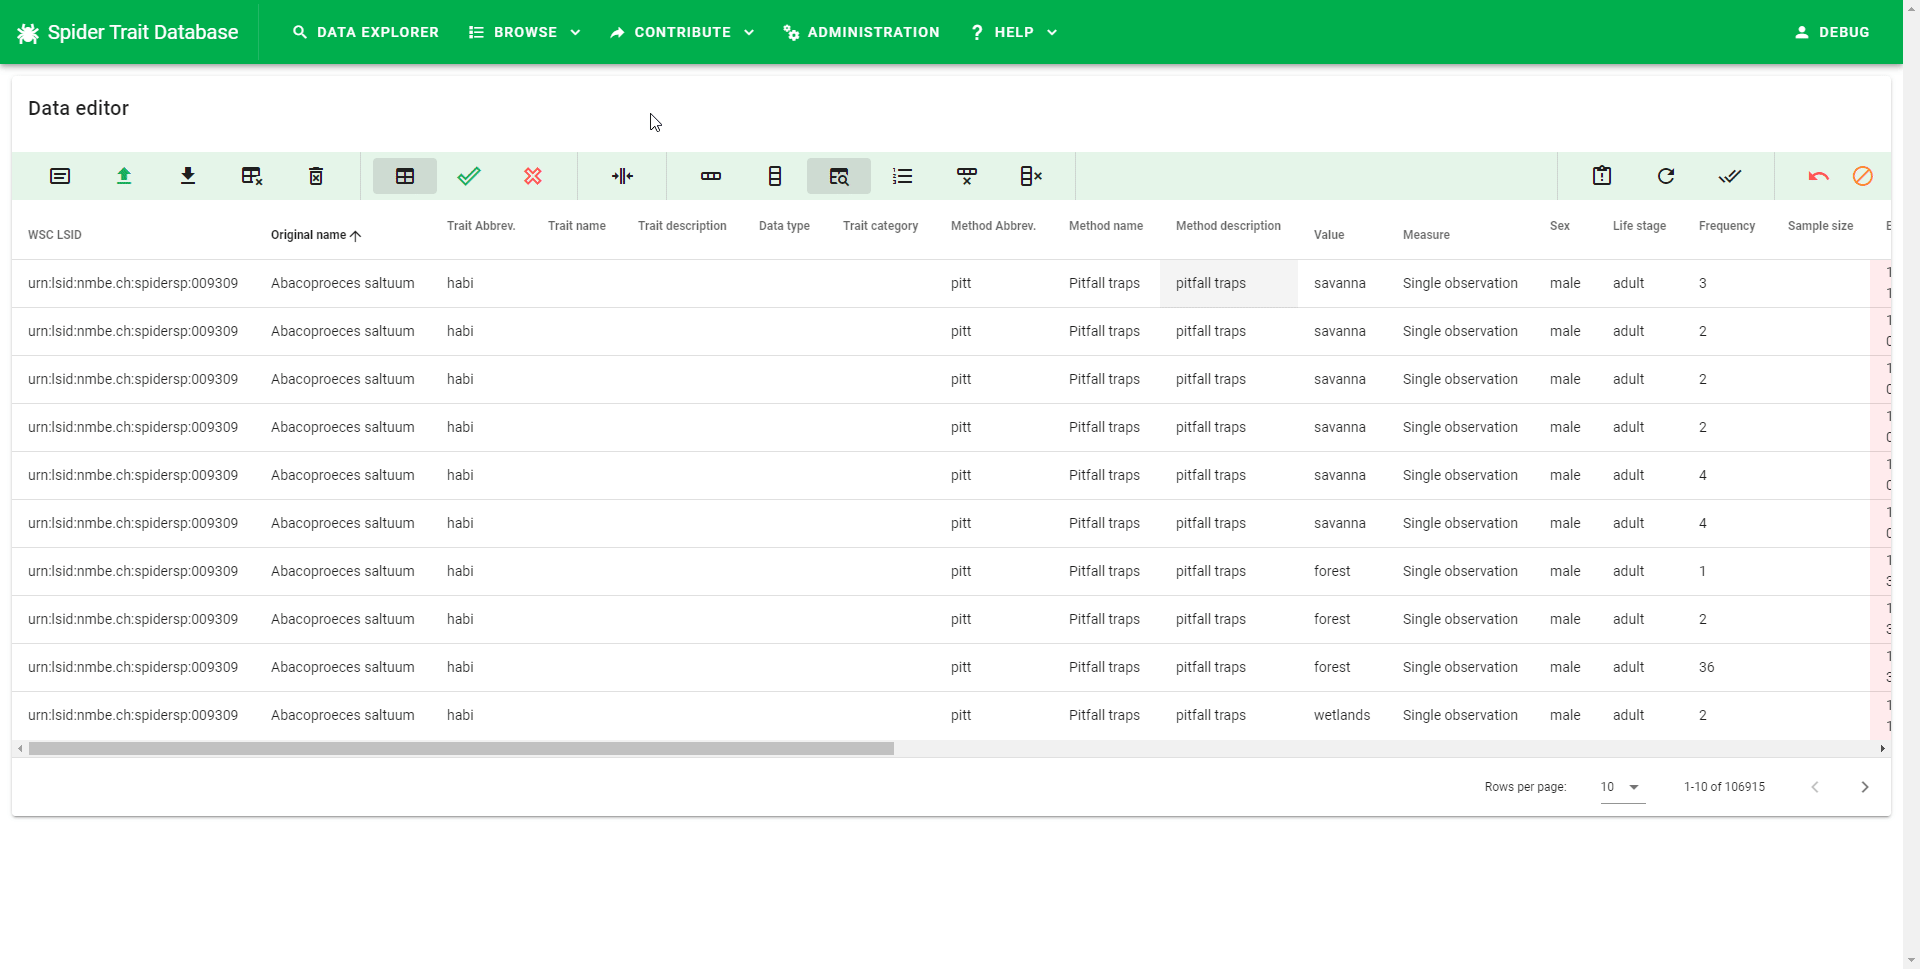 Spider Trait Database DATA EXPLORER BROWSE CONTRIBUTE ADMINISTRATION HELP DEBUG
Data editor
WSC LSID Original name Trait Abbrev. Trait name Trait description Data type Trait category Method Abbrev. Method name Method description Value Measure Sex Life stage Frequency Sample size
urn:lsid:nmbe.ch:spidersp:009309 Abacoproeces saltuum habi pitt Pitfall traps pitfall traps savanna Single observation male adult 3
urn:lsid:nmbe.ch:spidersp:009309 Abacoproeces saltuum habi pitt Pitfall traps pitfall traps savanna Single observation male adult 2
urn:lsid:nmbe.ch:spidersp:009309 Abacoproeces saltuum habi pitt Pitfall traps pitfall traps savanna Single observation male adult 2
urn:lsid:nmbe.ch:spidersp:009309 Abacoproeces saltuum habi pitt Pitfall traps pitfall traps savanna Single observation male adult 2
urn:lsid:nmbe.ch:spidersp:009309 Abacoproeces saltuum habi pitt Pitfall traps pitfall traps savanna Single observation male adult 4
urn:lsid:nmbe.ch:spidersp:009309 Abacoproeces saltuum habi pitt Pitfall traps pitfall traps savanna Single observation male adult 4
urn:lsid:nmbe.ch:spidersp:009309 Abacoproeces saltuum habi pitt Pitfall traps pitfall traps forest Single observation male adult 1
urn:lsid:nmbe.ch:spidersp:009309 Abacoproeces saltuum habi pitt Pitfall traps pitfall traps forest Single observation male adult 2
urn:lsid:nmbe.ch:spidersp:009309 Abacoproeces saltuum habi pitt Pitfall traps pitfall traps forest Single observation male adult 36
urn:lsid:nmbe.ch:spidersp:009309 Abacoproeces saltuum habi pitt Pitfall traps pitfall traps wetlands Single observation male adult 2
Rows per page: 10 1-10 of 106915